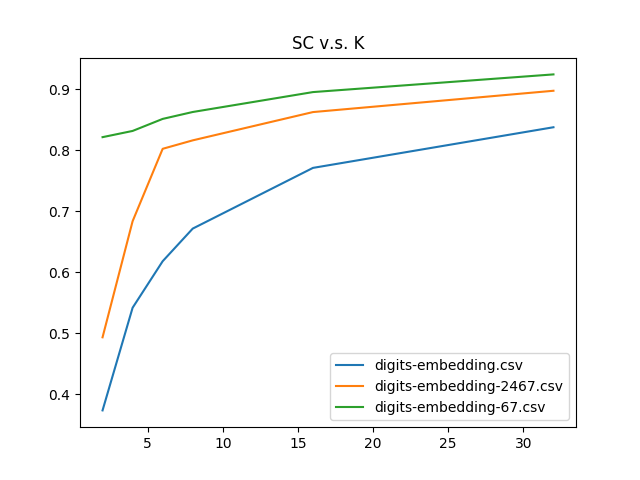 SC v.s. K
0.9
0.8
0.7
0.6
0.5
0.4
5 10 15 20 25 30
digits-embedding.csv
digits-embedding-2467.csv
digits-embedding-67.csv